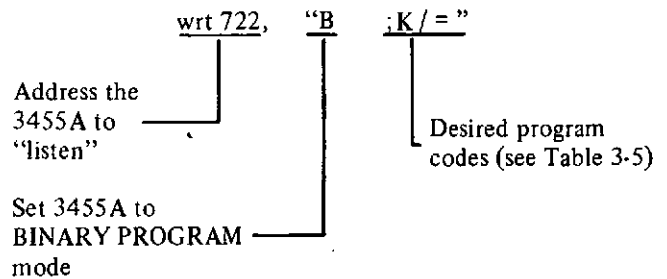 wrt 722, “B ;K / = ”
Address the
3455A to
“listen”
Desired program
codes (see Table 3-5)
Set 3455A to
BINARY PROGRAM
mode